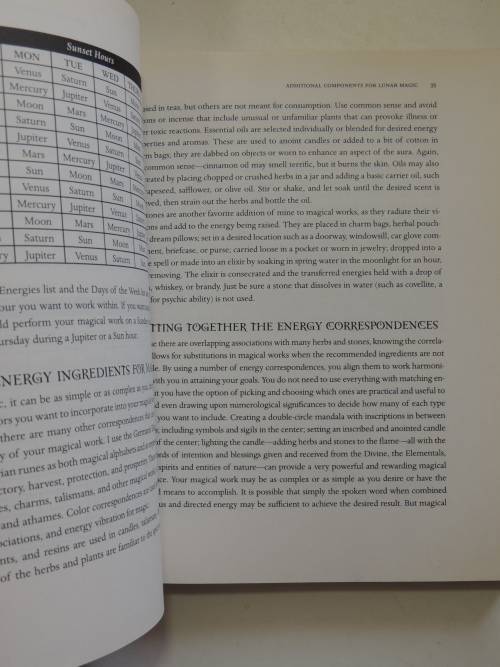 Sunset Hours
MON TUE WED
Venus Saturn Sun
Mercury Jupiter Venus
Moon Mars Mercury
Saturn Sun Moon
Jupiter Venus Saturn
Mars Mercury Jupiter
Sun Moon Mars
Venus Saturn Sun
Mercury Jupiter Venus
Moon Mars Mercury
Saturn Sun Moon
Jupiter Venus Saturn
Energies list and the Days of the Week
our you want to work within. If you want
ld perform your magical work on a
ursday during a Jupiter or a Sun hour.
ENERGY INGREDIENTS FOR
c, it can be as simple or as complex as you
ors you want to incorporate into your magical
there are many other correspondences that
y of your magical work. I use the German
rian runes as both magical alphabets and
ctory, harvest, protection, and prosperity.
es, charms, talismans, and other magical
and athames. Color correspondences are
ociations, and energy vibration for magic.
nts, and resins are used in candles,
of the herbs and plants are familiar to the
ADDITIONAL COMPONENTS FOR LUNAR MAGIC 35
sed in teas, but others are not meant for consumption. Use common sense and avoid
ons or incense that include unusual or unfamiliar plants that can provoke illness or
er toxic reactions. Essential oils are selected individually or blended for desired energy
perties and aromas. These are used to anoint candles or added to a bit of cotton in
m bags; they are dabbed on objects or worn to enhance an aspect of the aura. Again,
common sense—cinnamon oil may smell terrific, but it burns the skin. Oils may also
reated by placing chopped or crushed herbs in a jar and adding a basic carrier oil, such
apeseed, safflower, or olive oil. Stir or shake, and let soak until the desired scent is
ved, then strain out the herbs and bottle the oil.
tones are another favorite addition of mine to magical works, as they radiate their vi-
ons and add to the energy being raised. They are placed in charm bags, herbal pouch-
dream pillows; set in a desired location such as a doorway, windowsill, car glove com-
ent, briefcase, or purse; carried loose in a pocket or worn in jewelry; dropped into a
e spell or made into an elixir by soaking in spring water in the moonlight for an hour,
removing. The elixir is consecrated and the transferred energies held with a drop of
, whiskey, or brandy. Just be sure a stone that dissolves in water (such as covellite, a
for psychic ability) is not used.
TTING TOGETHER THE ENERGY CORRESPONDENCES
e there are overlapping associations with many herbs and stones, knowing the correla-
llows for substitutions in magical works when the recommended ingredients are not
le. By using a number of energy correspondences, you align them to work harmoni-
with you in attaining your goals. You do not need to use everything with matching en-
t you have the option of picking and choosing which ones are practical and useful to
d even drawing upon numerological significances to decide how many of each type
you want to include. Creating a double-circle mandala with inscriptions in between
e, including symbols and sigils in the center; setting an inscribed and anointed candle
of the center; lighting the candle—adding herbs and stones to the flame—all with the
ords of intention and blessings given and received from the Divine, the Elementals,
spirits and entities of nature—can provide a very powerful and rewarding magical
ce. Your magical work may be as complex or as simple as you desire or have the
d means to accomplish. It is possible that simply the spoken word when combined
us and directed energy may be sufficient to achieve the desired result. But magical